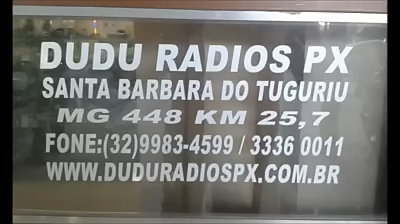 DUDU RADIOS PX
SANTA BARBARA DO TUGURIU
MG 448 KM 25,7
FONE:(32)9983-4599 / 3336 0011
WWW.DUDURADIOSPX.COM.BR